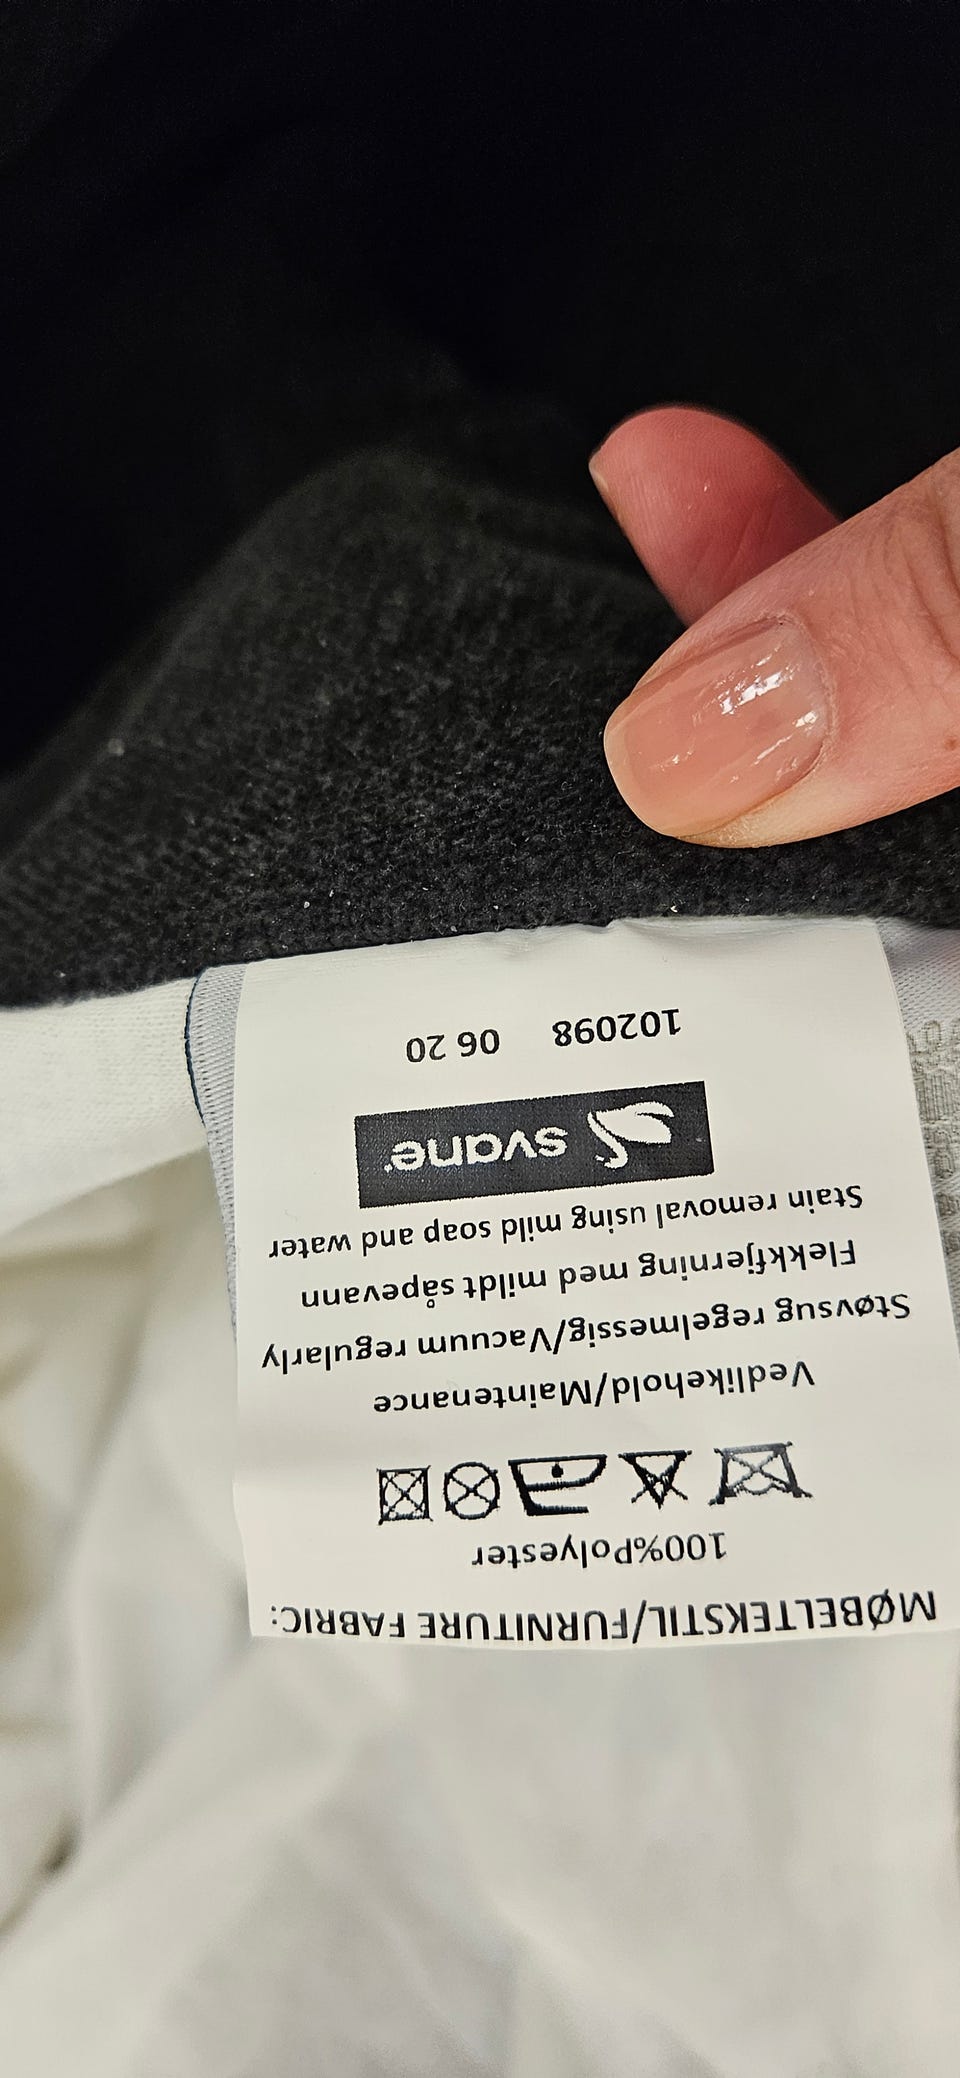 MØBELTEKSTIL/FURNITURE FABRIC:
100%Polyester
Vedlikehold/Maintenance
Støvsug regelmessig/Vacuum regularly
Flekkfjerning med mildt såpevann
Stain removal using mild soap and water
svane
102098 06 20